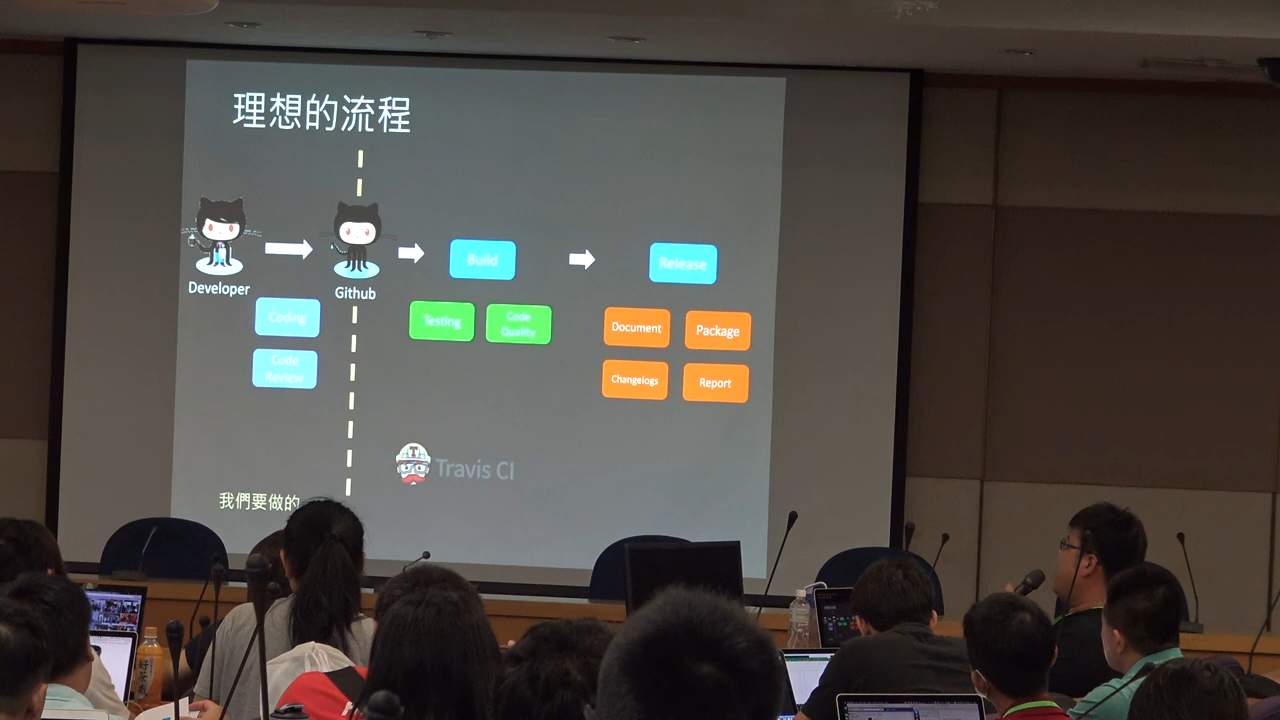 理想的流程
Developer
Github
Build
Release
Coding
Code
Review
Testing
Code
Quality
Document
Package
Changelogs
Report
Travis CI
我們要做的